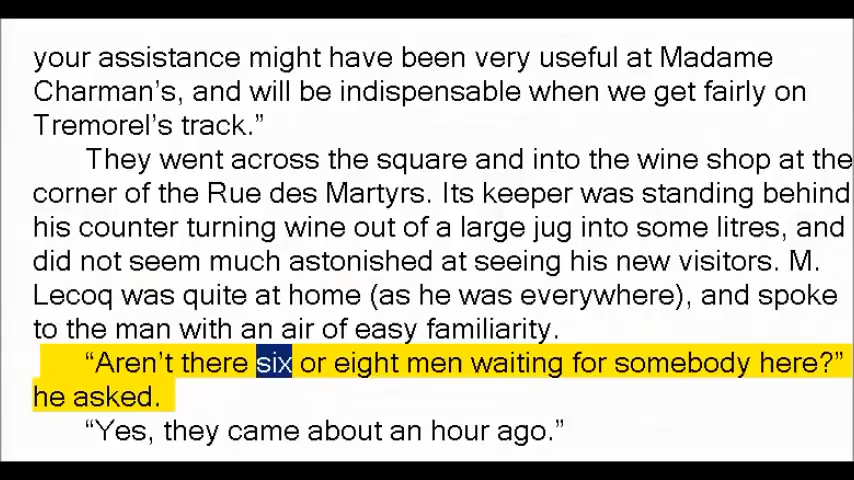 your assistance might have been very useful at Madame
Charman’s, and will be indispensable when we get fairly on
Tremorel’s track.”
They went across the square and into the wine shop at the
corner of the Rue des Martyrs. Its keeper was standing behind
his counter turning wine out of a large jug into some litres, and
did not seem much astonished at seeing his new visitors. M.
Lecoq was quite at home (as he was everywhere), and spoke
to the man with an air of easy familiarity.
“Aren’t there six or eight men waiting for somebody here?”
he asked.
“Yes, they came about an hour ago.”